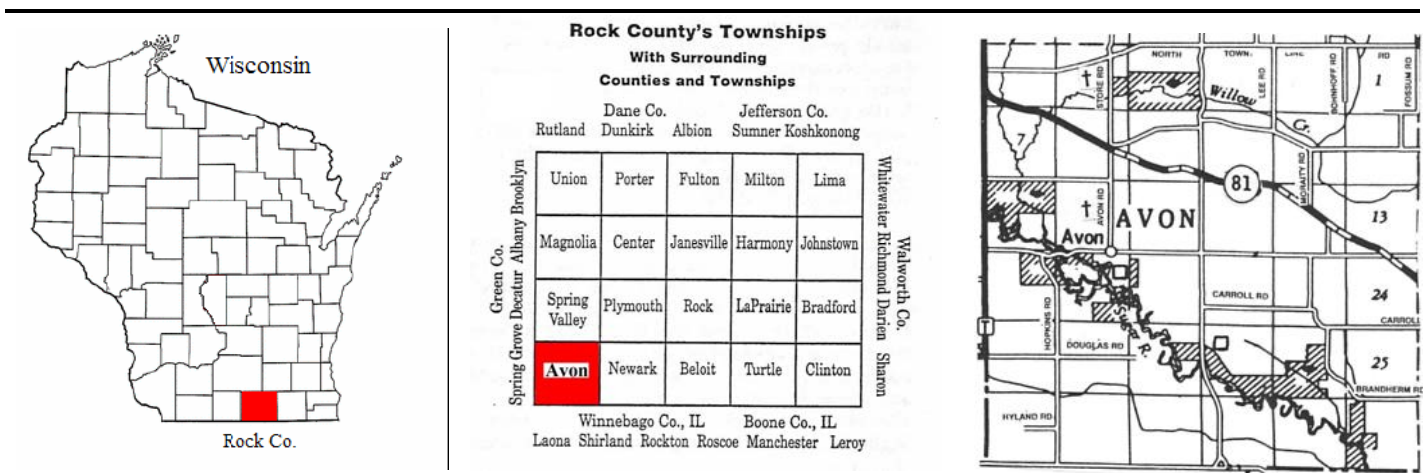 Wisconsin
Rock Co.
Rock County's Townships
With Surrounding
Counties and Townships
Dane Co. Jefferson Co.
Rutland Dunkirk Albion Sumner Koshkonong
Green Co.
Spring Grove Decatur Albany Brooklyn
Union Porter Fulton Milton Lima
Magnolia Center Janesville Harmony Johnstown
Spring Valley Plymouth Rock LaPrairie Bradford
Avon Newark Beloit Turtle Clinton
Whitewater Richmond Darien Sharon
Walworth Co.
Winnebago Co., IL Boone Co., IL
Laona Shirland Rockton Roscoe Manchester Leroy
NORTH TOWN LINE RD
STORE RD
LEE RD
BOHNHOFF RD
1
FOSSUM RD
Willow
C.
7
MORAITY RD
81
AVON RD
AVON
13
Avon
CARROLL RD
24
CARROLL
HOPKINS RD
Sugar R.
T
DOUGLAS RD
25
BRANDHERM RD
HYLAND RD